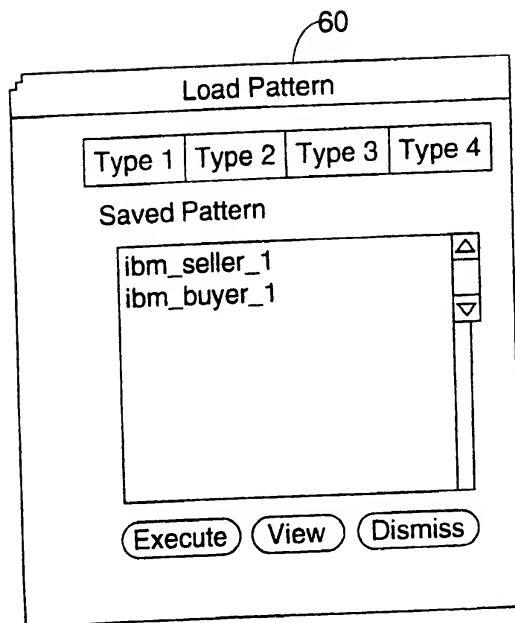 60
Load Pattern
Type 1 Type 2 Type 3 Type 4
Saved Pattern
ibm_seller_1
ibm_buyer_1
Execute View Dismiss